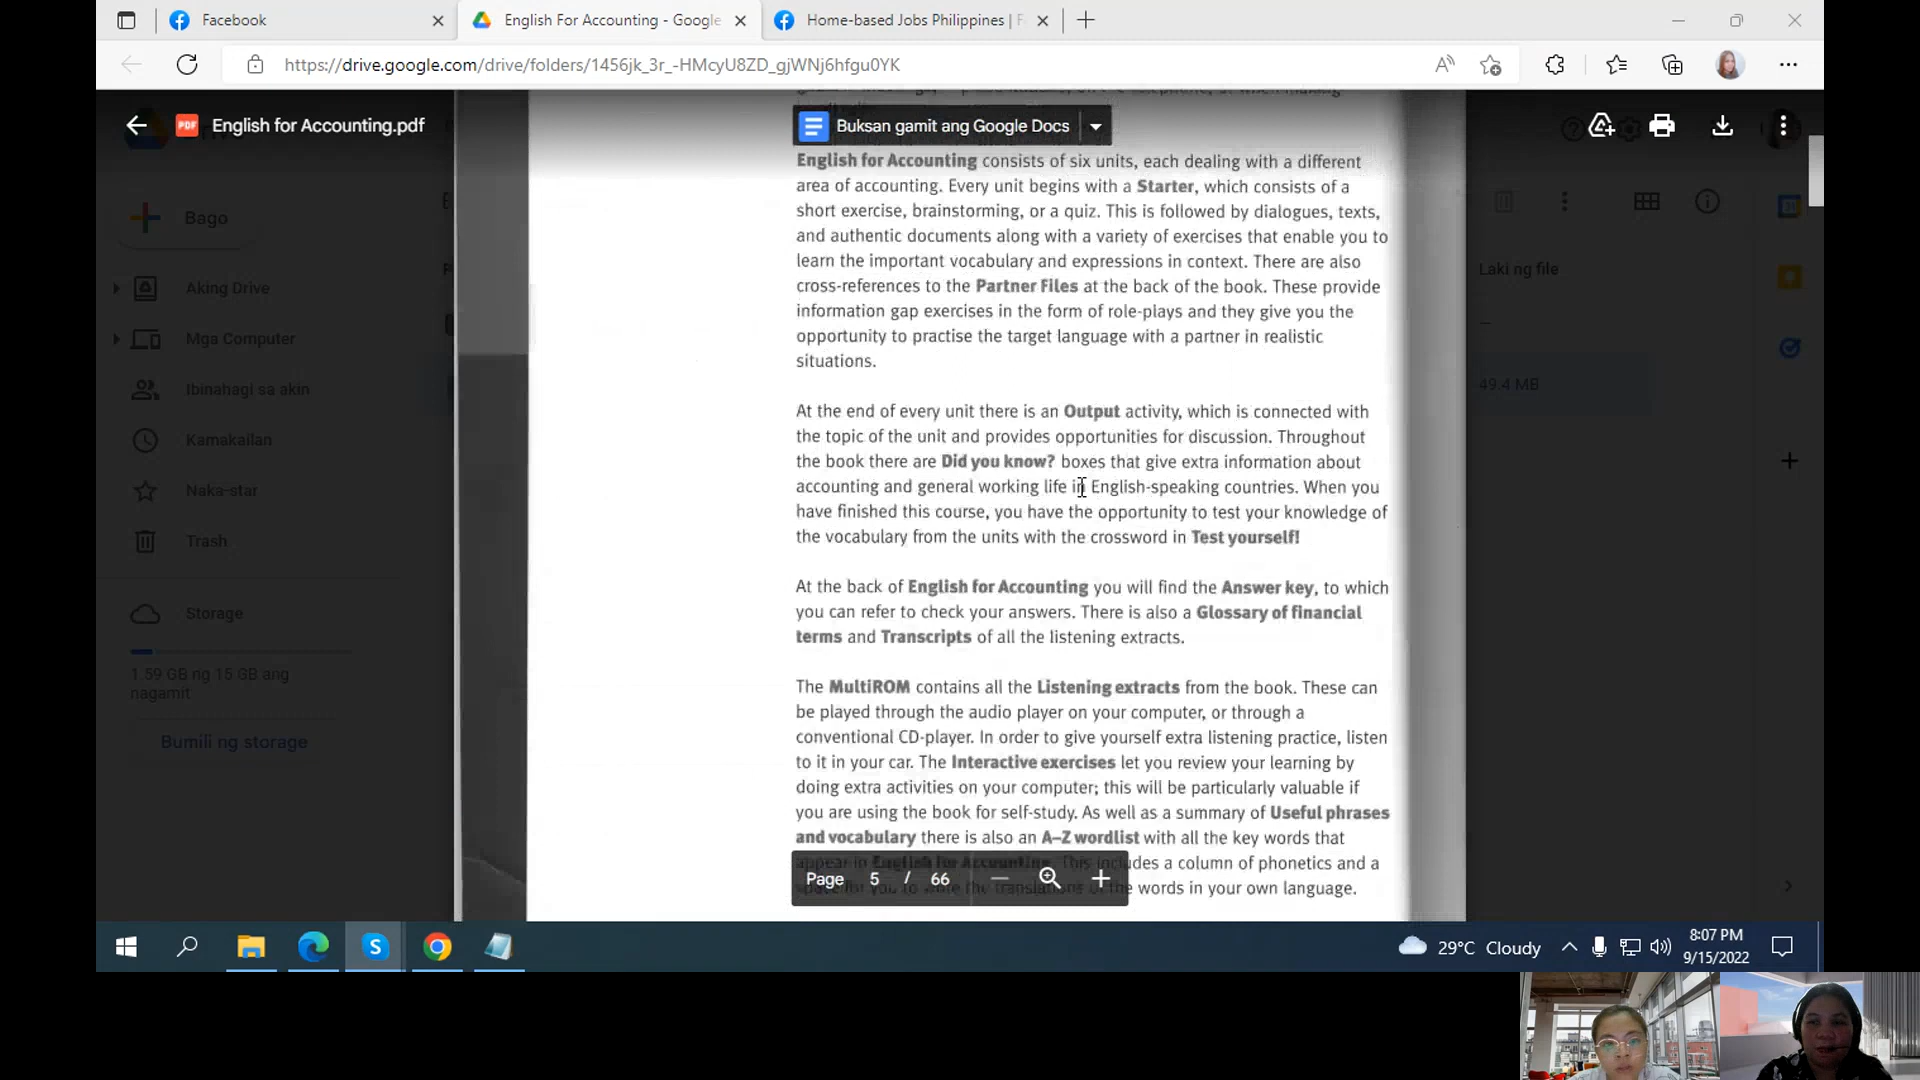 Facebook
English For Accounting - Google
Home-based Jobs Philippines | F
https://drive.google.com/drive/folders/1456jk_3r_-HMcyU8ZD_gjWNj6hfgu0YK
PDF English for Accounting.pdf
Buksan gamit ang Google Docs
Bago
Aking Drive
Mga Computer
Ibinahagi sa akin
Kamakailan
Naka-star
Trash
Storage
1.59 GB ng 15 GB ang
nagamit
Bumili ng storage
English for Accounting consists of six units, each dealing with a different
area of accounting. Every unit begins with a Starter, which consists of a
short exercise, brainstorming, or a quiz. This is followed by dialogues, texts,
and authentic documents along with a variety of exercises that enable you to
learn the important vocabulary and expressions in context. There are also
cross-references to the Partner Files at the back of the book. These provide
information gap exercises in the form of role-plays and they give you the
opportunity to practise the target language with a partner in realistic
situations.
At the end of every unit there is an Output activity, which is connected with
the topic of the unit and provides opportunities for discussion. Throughout
the book there are Did you know? boxes that give extra information about
accounting and general working life in English-speaking countries. When you
have finished this course, you have the opportunity to test your knowledge of
the vocabulary from the units with the crossword in Test yourself!
At the back of English for Accounting you will find the Answer key, to which
you can refer to check your answers. There is also a Glossary of financial
terms and Transcripts of all the listening extracts.
The MultiROM contains all the Listening extracts from the book. These can
be played through the audio player on your computer, or through a
conventional CD-player. In order to give yourself extra listening practice, listen
to it in your car. The Interactive exercises let you review your learning by
doing extra activities on your computer; this will be particularly valuable if
you are using the book for self-study. As well as a summary of Useful phrases
and vocabulary there is also an A–Z wordlist with all the key words that
appear in English for Accounting. This includes a column of phonetics and a
space for you to write the translations of the words in your own language.
Page 5 / 66
Laki ng file
49.4 MB
29°C Cloudy
8:07 PM
9/15/2022